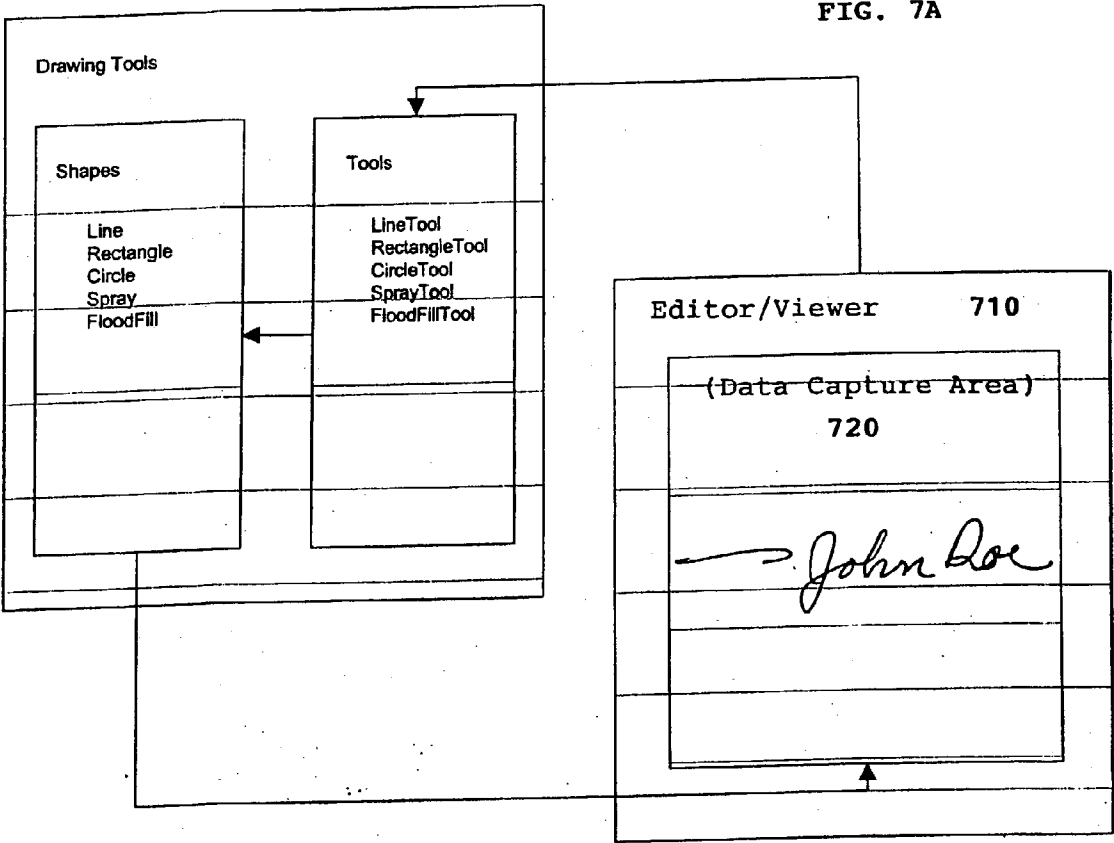 FIG. 7A
Drawing Tools
Shapes
Line
Rectangle
Circle
Spray
FloodFill
Tools
LineTool
RectangleTool
CircleTool
SprayTool
FloodFillTool
Editor/Viewer 710
(Data Capture Area)
720
John Doe